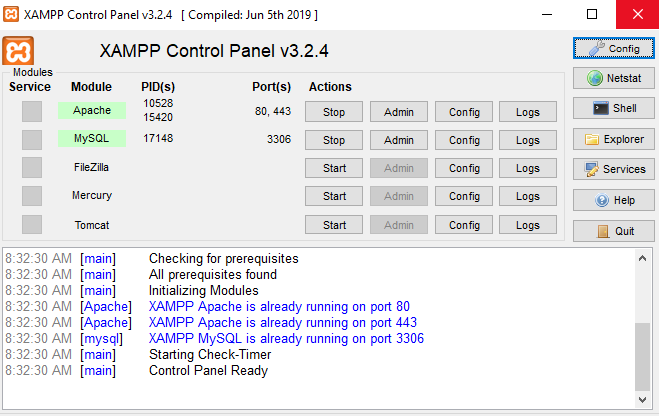 XAMPP Control Panel v3.2.4 [ Compiled: Jun 5th 2019 ]
XAMPP Control Panel v3.2.4
Config
Modules
Service Module PID(s) Port(s) Actions
Netstat
Apache 10528 15420 80, 443 Stop Admin Config Logs
Shell
MySQL 17148 3306 Stop Admin Config Logs
Explorer
FileZilla Start Admin Config Logs
Services
Mercury Start Admin Config Logs
Help
Tomcat Start Admin Config Logs
Quit
8:32:30 AM [main] Checking for prerequisites
8:32:30 AM [main] All prerequisites found
8:32:30 AM [main] Initializing Modules
8:32:30 AM [Apache] XAMPP Apache is already running on port 80
8:32:30 AM [Apache] XAMPP Apache is already running on port 443
8:32:30 AM [mysql] XAMPP MySQL is already running on port 3306
8:32:30 AM [main] Starting Check-Timer
8:32:30 AM [main] Control Panel Ready